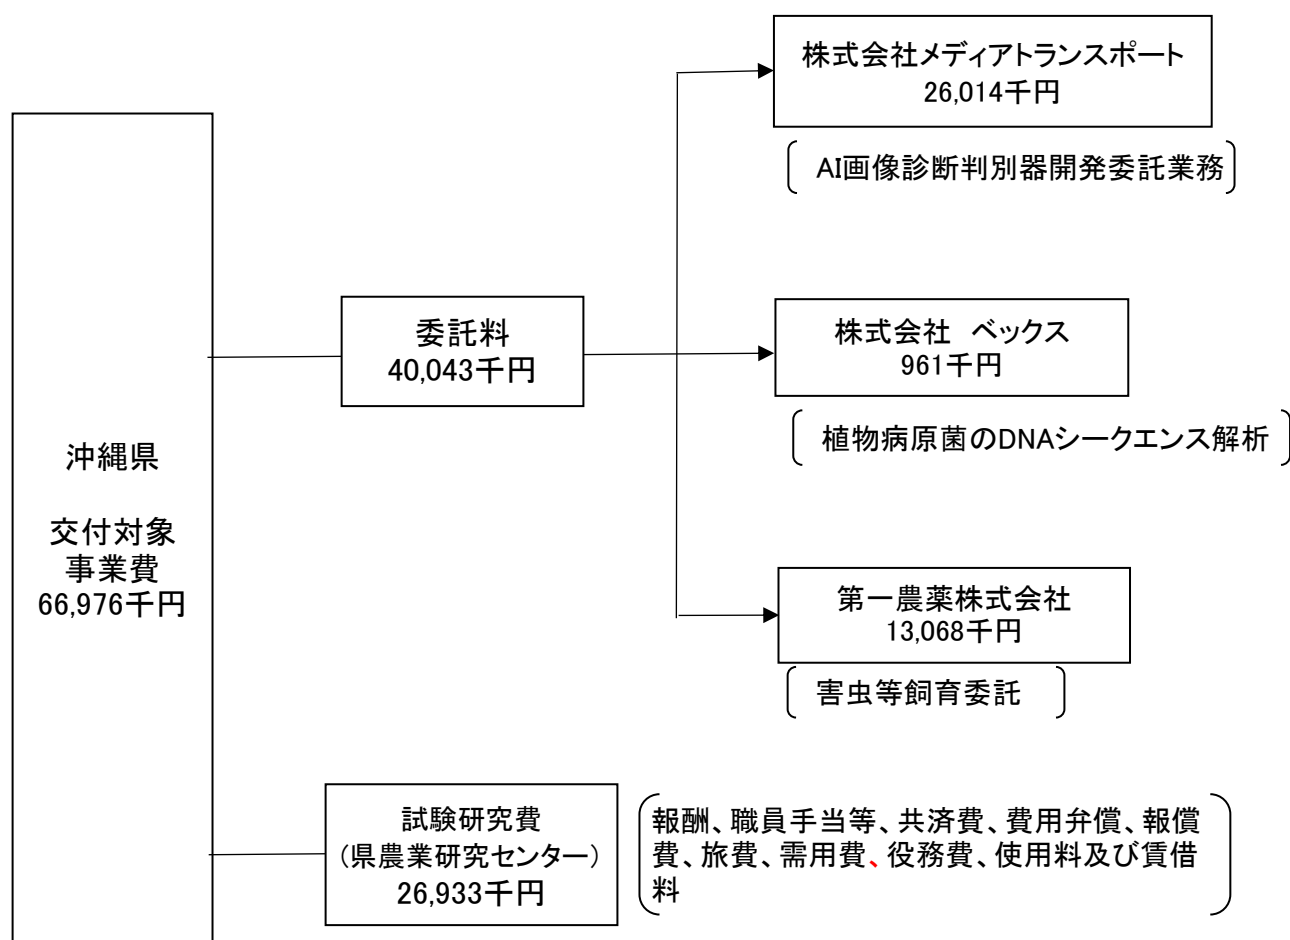 沖縄県
交付対象
事業費
66,976千円
委託料
40,043千円
株式会社メディアトランスポート
26,014千円
AI画像診断判別器開発委託業務
株式会社　ベックス
961千円
植物病原菌のDNAシークエンス解析
第一農薬株式会社
13,068千円
害虫等飼育委託
試験研究費
(県農業研究センター)
26,933千円
報酬、職員手当等、共済費、費用弁償、報償
費、旅費、需用費、役務費、使用料及び賃借
料